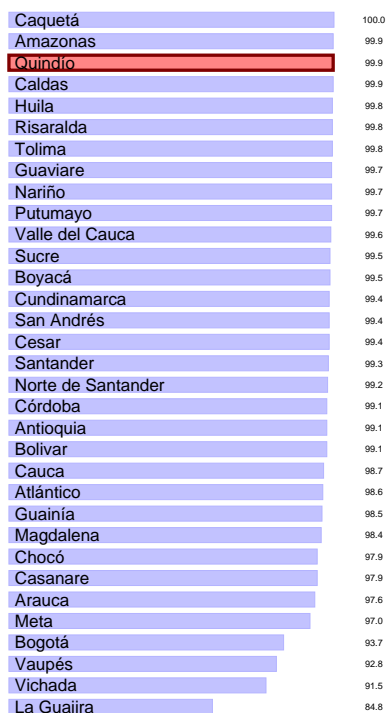 Caquetá 100.0
Amazonas 99.9
Quindío 99.9
Caldas 99.9
Huila 99.8
Risaralda 99.8
Tolima 99.8
Guaviare 99.7
Nariño 99.7
Putumayo 99.7
Valle del Cauca 99.6
Sucre 99.5
Boyacá 99.5
Cundinamarca 99.4
San Andrés 99.4
Cesar 99.4
Santander 99.3
Norte de Santander 99.2
Córdoba 99.1
Antioquia 99.1
Bolivar 99.1
Cauca 98.7
Atlántico 98.6
Guainía 98.5
Magdalena 98.4
Chocó 97.9
Casanare 97.9
Arauca 97.6
Meta 97.0
Bogotá 93.7
Vaupés 92.8
Vichada 91.5
La Guajira 84.8